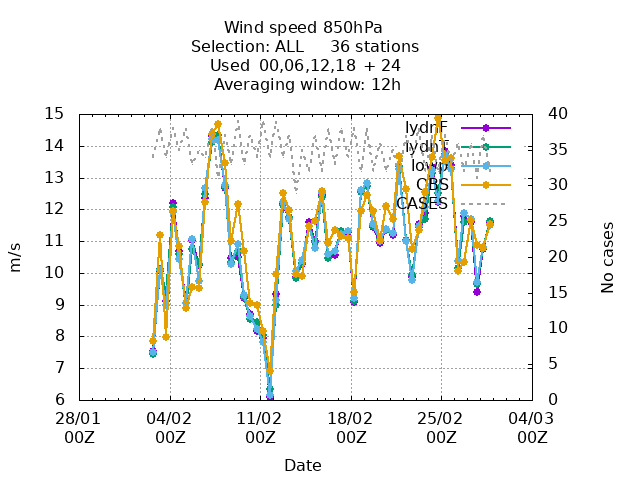 Wind speed 850hPa
Selection: ALL 36 stations
Used 00,06,12,18 + 24
Averaging window: 12h
15
14
13
12
11
10
9
8
7
6
m/s
40
35
30
25
20
15
10
5
0
No cases
lydnF
iydnT
lowp
OBS
CASES
28/01 04/02 11/02 18/02 25/02 04/03
00Z 00Z 00Z 00Z 00Z 00Z
Date